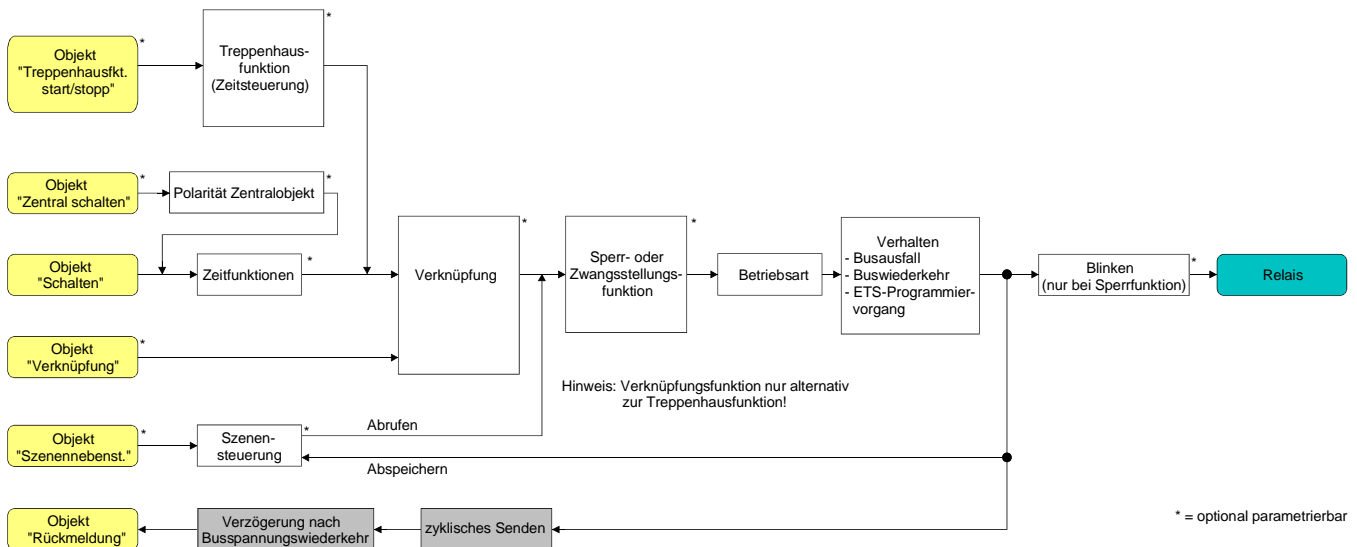 *
*
Objekt
"Treppenhausfkt.
start/stopp"
Treppenhaus-
funktion
(Zeitsteuerung)
*
*
Objekt
"Zentral schalten"
Polarität Zentralobjekt
*
*
Objekt
"Schalten"
Zeitfunktionen
*
Verknüpfung
*
Sperr- oder
Zwangsstellungs-
funktion
Betriebsart
Verhalten
- Busausfall
- Buswiederkehr
- ETS-Programmier-
vorgang
*
Blinken
(nur bei Sperrfunktion)
Relais
*
Objekt
"Verknüpfung"
Hinweis: Verknüpfungsfunktion nur alternativ
zur Treppenhausfunktion!
*
Objekt
"Szenennebenst."
*
Szenen-
steuerung
Abrufen
Abspeichern
Objekt
"Rückmeldung"
Verzögerung nach
Busspannungswiederkehr
zyklisches Senden
* = optional parametrierbar